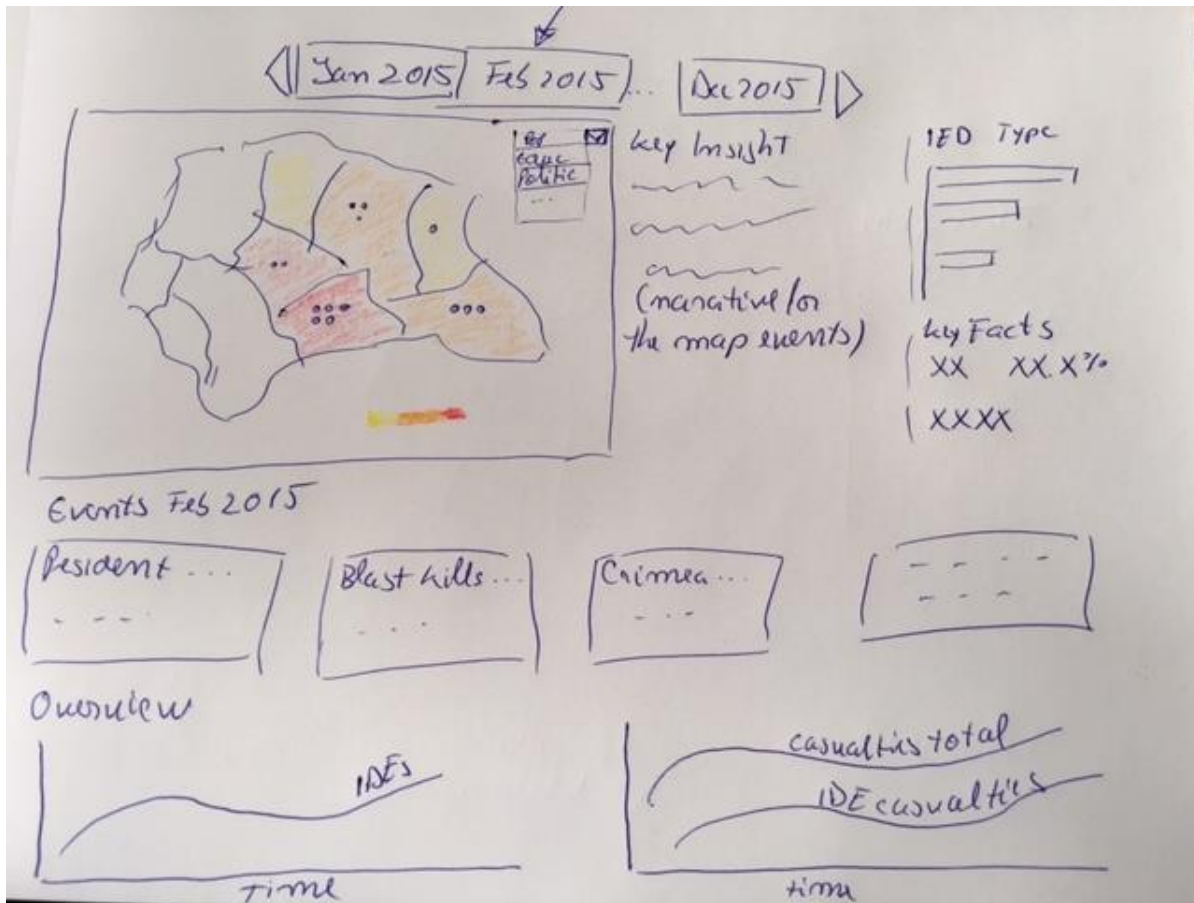 Jan 2015
Feb 2015
...
Dec 2015
Politic
...
Key Insight
(narrative for
the map events)
IED Type
Key Facts
XX XX.X%
XXXX
Events Feb 2015
Resident ...
- - -
Blast kills ...
...
Crimea ...
...
Overview
IDEs
Time
casualties total
IDE casualties
time